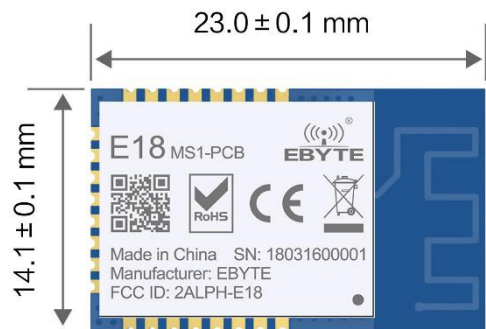 23.0 ± 0.1 mm
14.1 ± 0.1 mm
E18 MS1-PCB
EBYTE ®
RoHS
CE
Made in China SN: 18031600001
Manufacturer: EBYTE
FCC ID: 2ALPH-E18